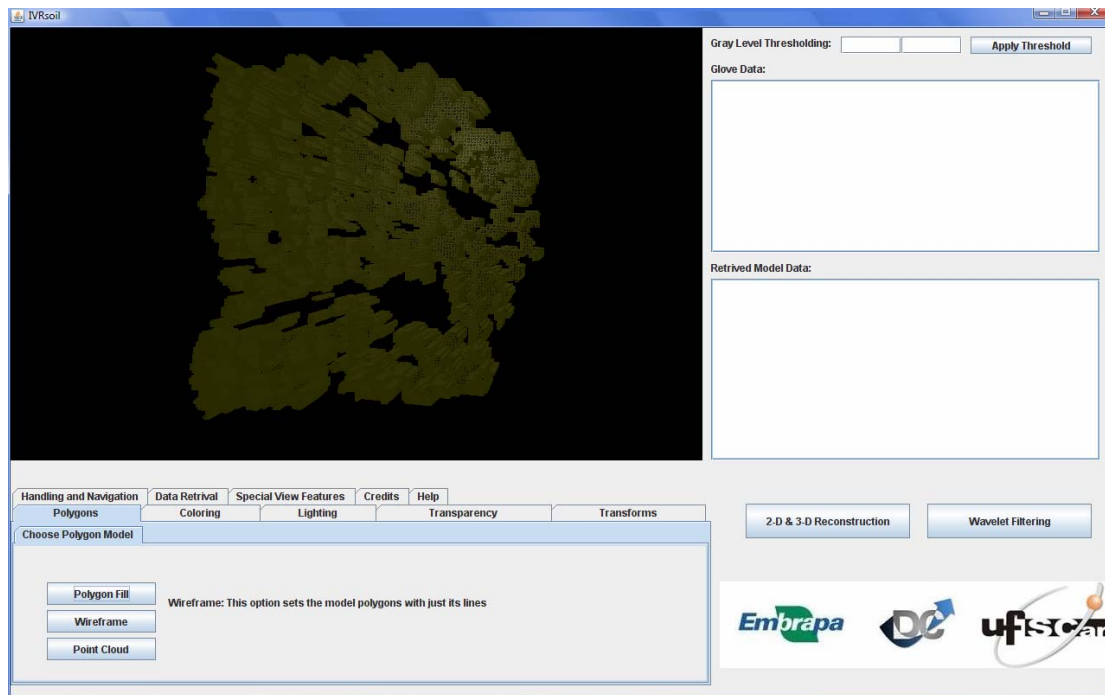 IVRsoil
Gray Level Thresholding:
Apply Threshold
Glove Data:
Retrived Model Data:
Handling and Navigation
Data Retrival
Special View Features
Credits
Help
Polygons
Coloring
Lighting
Transparency
Transforms
Choose Polygon Model
Polygon Fill
Wireframe
Point Cloud
Wireframe: This option sets the model polygons with just its lines
2-D & 3-D Reconstruction
Wavelet Filtering
Embrapa
DC
ufscar